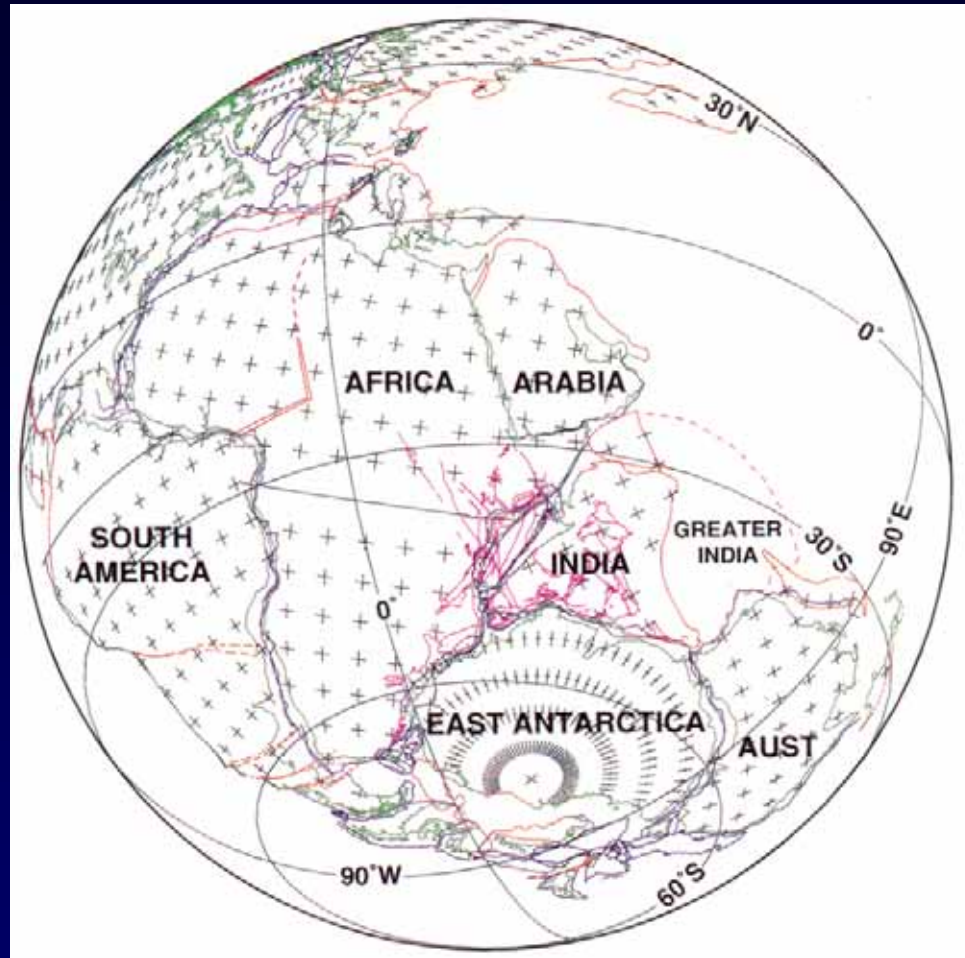 30°N
0°
AFRICA
ARABIA
SOUTH
AMERICA
INDIA
GREATER
INDIA
30°S
90°E
0°
EAST ANTARCTICA
AUST
90°W
60°S